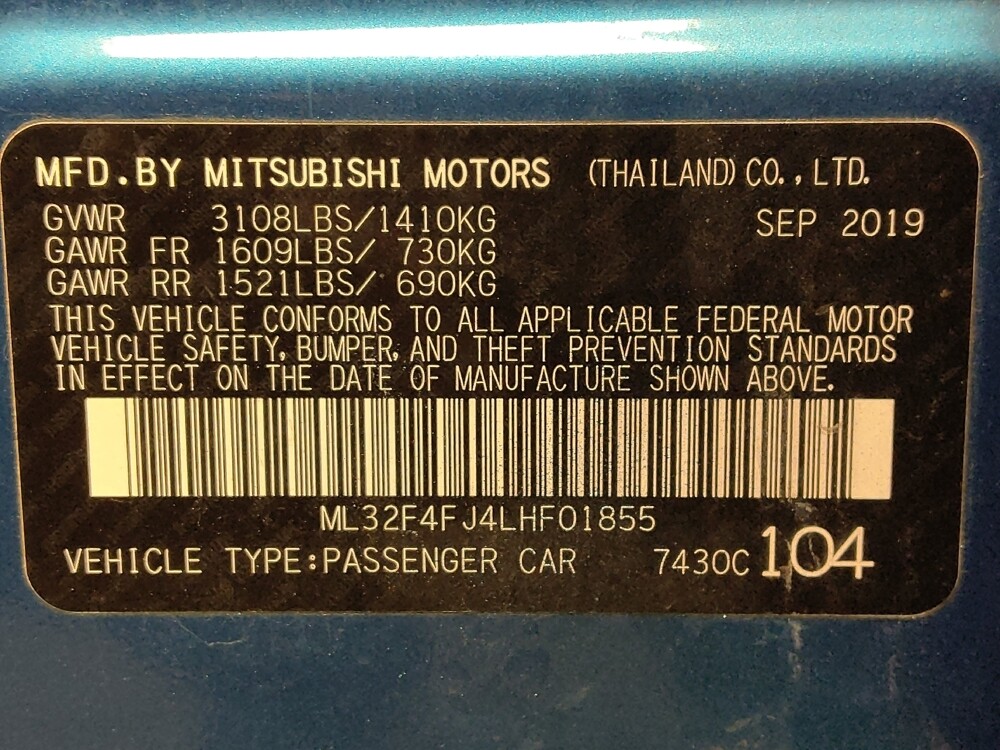 MFD.BY MITSUBISHI MOTORS (THAILAND) CO., LTD.
GVWR 3108LBS/1410KG SEP 2019
GAWR FR 1609LBS/ 730KG
GAWR RR 1521LBS/ 690KG
THIS VEHICLE CONFORMS TO ALL APPLICABLE FEDERAL MOTOR
VEHICLE SAFETY, BUMPER, AND THEFT PREVENTION STANDARDS
IN EFFECT ON THE DATE OF MANUFACTURE SHOWN ABOVE.
ML32F4FJ4LHF01855
VEHICLE TYPE:PASSENGER CAR 7430C 104